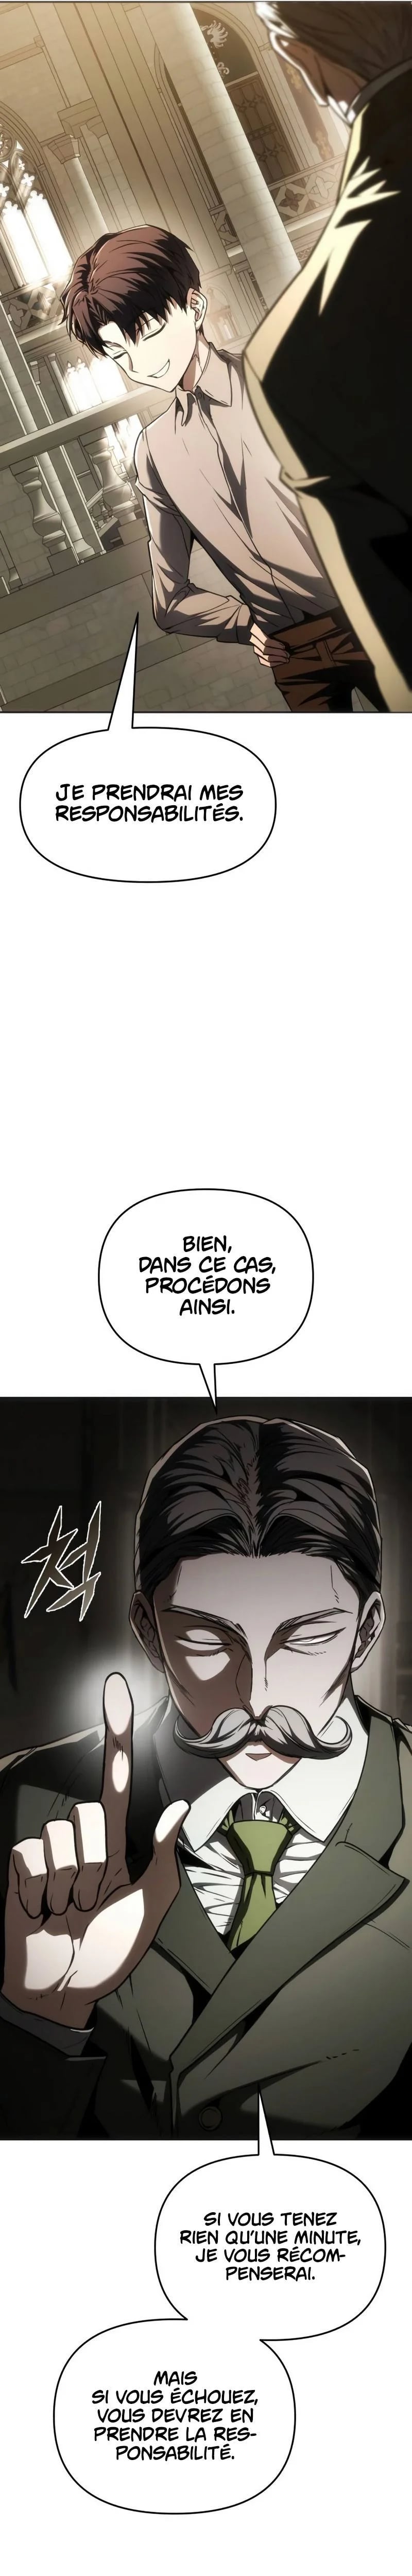 JE PRENDRAI MES
RESPONSABILITÉS.
BIEN,
DANS CE CAS,
PROCÉDONS
AINSI.
척
SI VOUS TENEZ
RIEN QU'UNE MINUTE,
JE VOUS RÉCOM-
PENSERAI.
MAIS
SI VOUS ÉCHOUEZ,
VOUS DEVREZ EN
PRENDRE LA RES-
PONSABILITÉ.